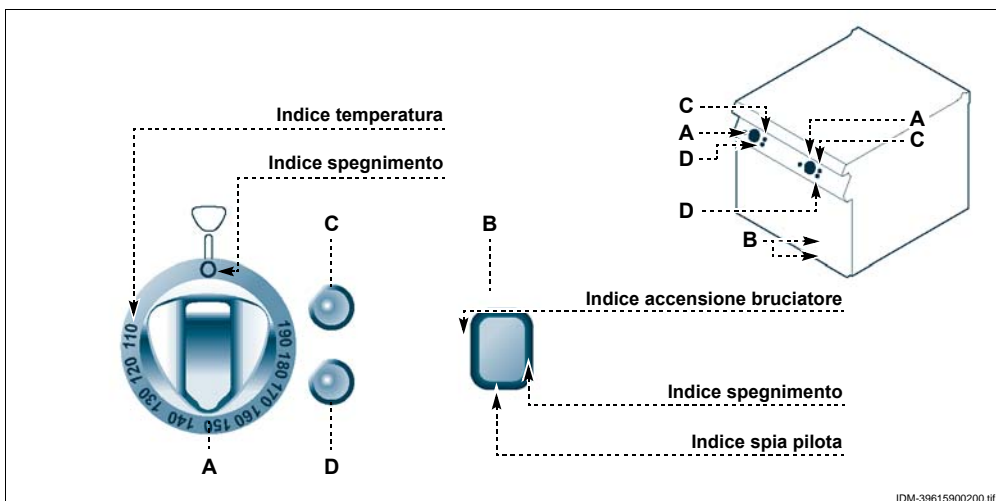 Indice temperatura
Indice spegnimento
C
B
C
A
D
A
C
D
B
Indice accensione bruciatore
110 120 130 140 150 160 170 180 190
Indice spegnimento
Indice spia pilota
A
D
IDM-39615900200.tif